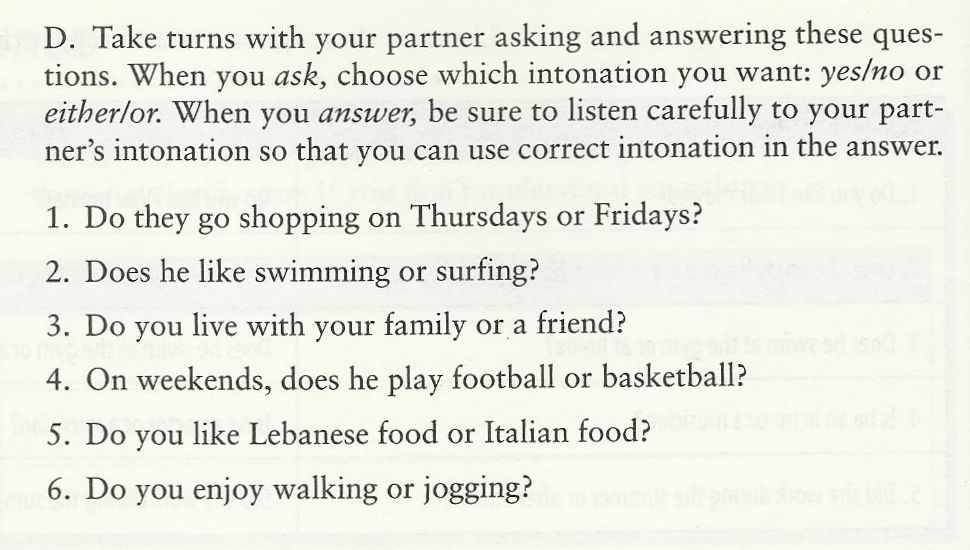 D. Take turns with your partner asking and answering these ques-
tions. When you ask, choose which intonation you want: yes/no or
either/or. When you answer, be sure to listen carefully to your part-
ner's intonation so that you can use correct intonation in the answer.
1. Do they go shopping on Thursdays or Fridays?
2. Does he like swimming or surfing?
3. Do you live with your family or a friend?
4. On weekends, does he play football or basketball?
5. Do you like Lebanese food or Italian food?
6. Do you enjoy walking or jogging?